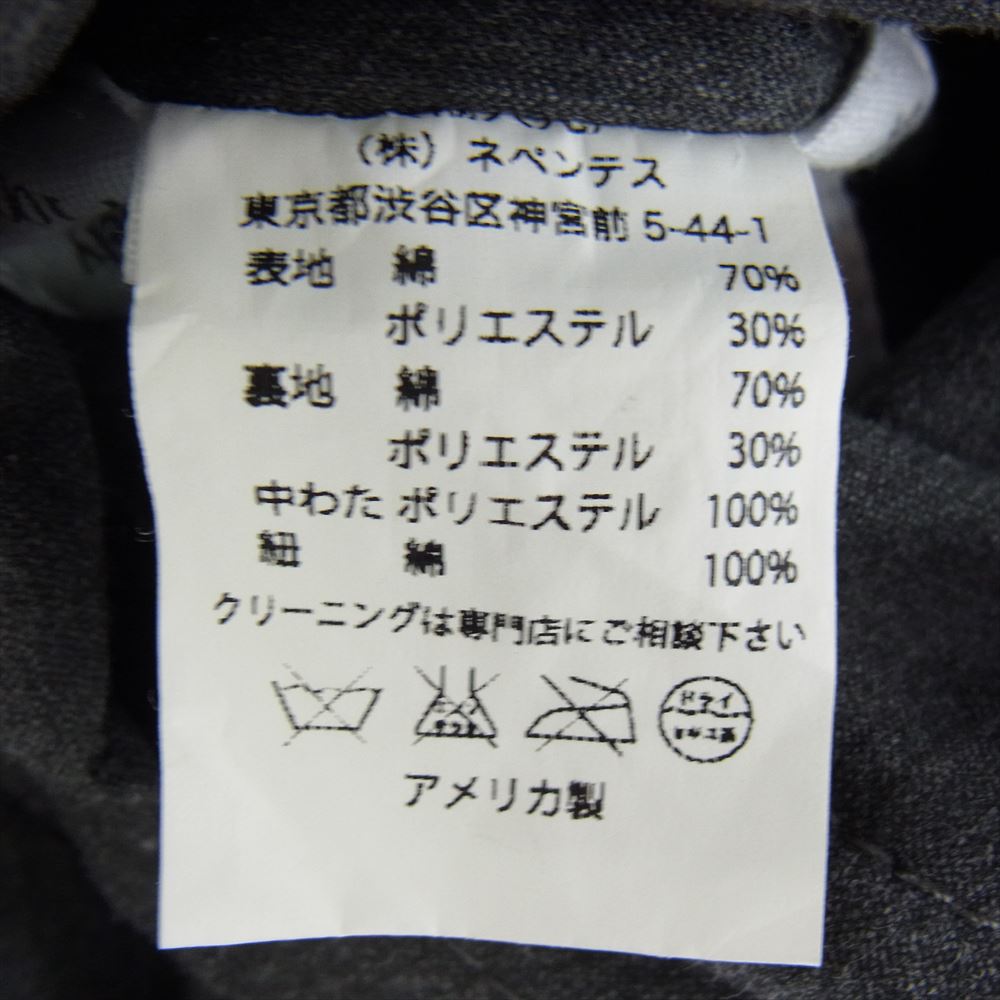 (株) ネペンテス
東京都渋谷区神宮前 5-44-1
表地 綿 70%
ポリエステル 30%
裏地 綿 70%
ポリエステル 30%
中わた ポリエステル 100%
紐 綿 100%
クリーニングは専門店にご相談下さい
ドライ
アメリカ製